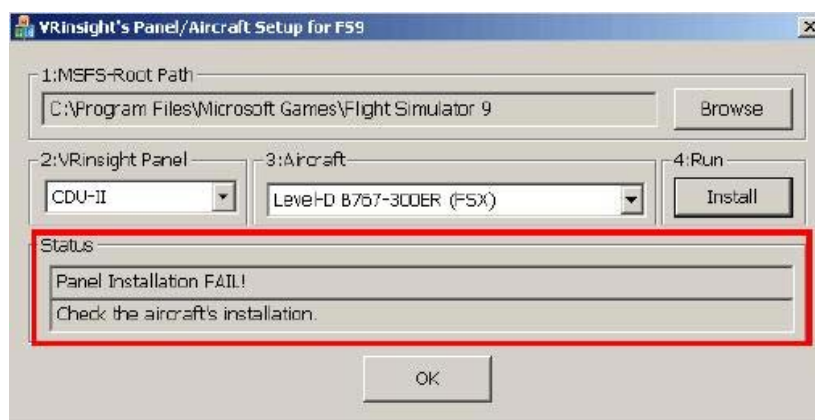 VRinsight's Panel/Aircraft Setup for FS9
1:MSFS-Root Path
C:\Program Files\Microsoft Games\Flight Simulator 9
Browse
2:VRinsight Panel
3:Aircraft
4:Run
CDU-II
Level-D B767-300ER (FSX)
Install
Status
Panel Installation FAIL!
Check the aircraft's installation.
OK